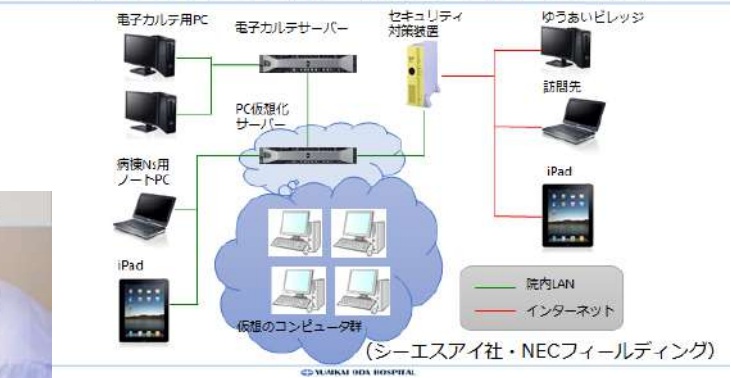 電子カルテ用PC
電子カルテサーバー
セキュリティ
対策装置
ゆうあいビレッジ
訪問先
PC仮想化
サーバー
病棟Ns用
ノートPC
iPad
iPad
仮想のコンピュータ群
院内LAN
インターネット
(シーエスアイ社・NECフィールディング)
YUAIKAI ODA HOSPITAL